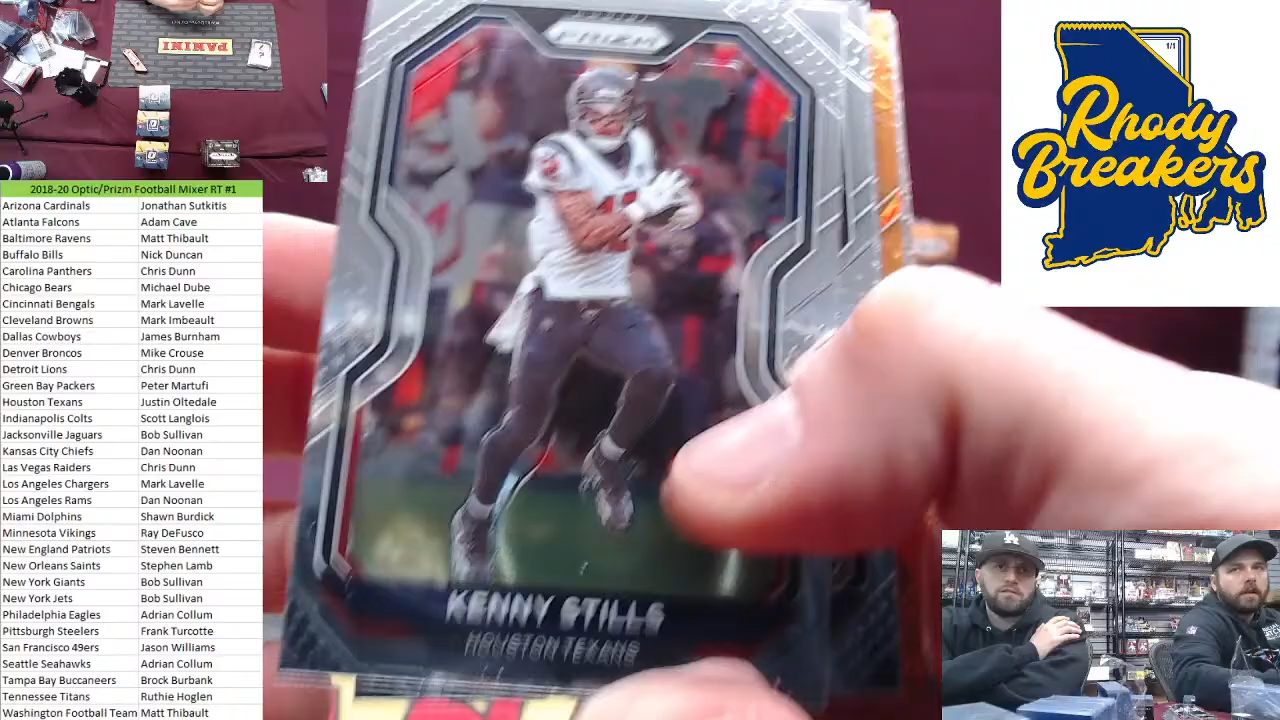 PANINI
2018-20 Optic/Prizm Football Mixer RT #1
Arizona Cardinals Jonathan Sutkitis
Atlanta Falcons Adam Cave
Baltimore Ravens Matt Thibault
Buffalo Bills Nick Duncan
Carolina Panthers Chris Dunn
Chicago Bears Michael Dube
Cincinnati Bengals Mark Lavelle
Cleveland Browns Mark Imbeault
Dallas Cowboys James Burnham
Denver Broncos Mike Crouse
Detroit Lions Chris Dunn
Green Bay Packers Peter Martufi
Houston Texans Justin Oltedale
Indianapolis Colts Scott Langlois
Jacksonville Jaguars Bob Sullivan
Kansas City Chiefs Dan Noonan
Las Vegas Raiders Chris Dunn
Los Angeles Chargers Mark Lavelle
Los Angeles Rams Dan Noonan
Miami Dolphins Shawn Burdick
Minnesota Vikings Ray DeFusco
New England Patriots Steven Bennett
New Orleans Saints Stephen Lamb
New York Giants Bob Sullivan
New York Jets Bob Sullivan
Philadelphia Eagles Adrian Collum
Pittsburgh Steelers Frank Turcotte
San Francisco 49ers Jason Williams
Seattle Seahawks Adrian Collum
Tampa Bay Buccaneers Brock Burbank
Tennessee Titans Ruthie Hoglen
Washington Football Team Matt Thibault
KENNY STILLS
HOUSTON TEXANS
1/1
Rhody
Breakers
LA